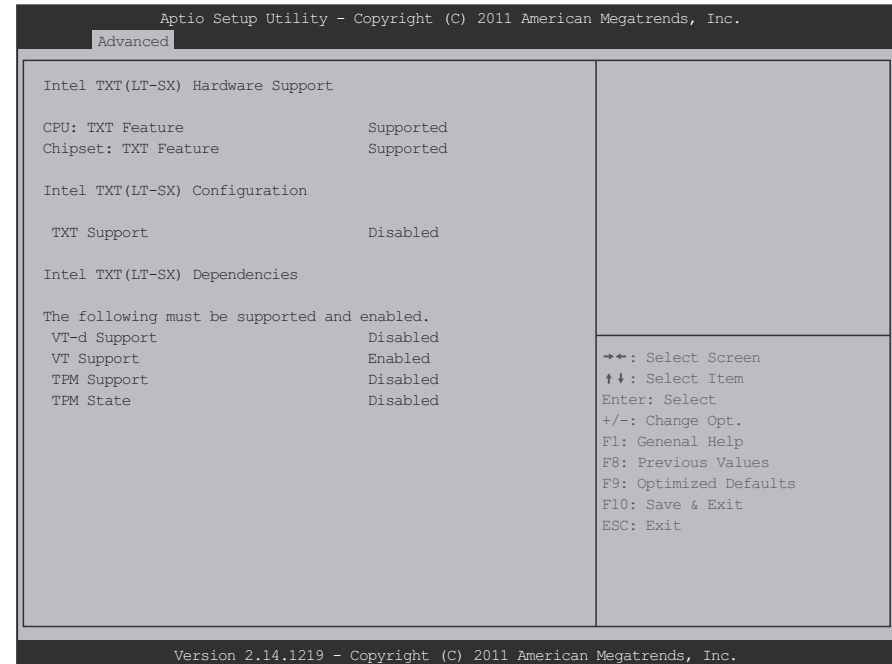 Aptio Setup Utility - Copyright (C) 2011 American Megatrends, Inc.
Advanced
Intel TXT(LT-SX) Hardware Support
CPU: TXT Feature Supported
Chipset: TXT Feature Supported
Intel TXT(LT-SX) Configuration
TXT Support Disabled
Intel TXT(LT-SX) Dependencies
The following must be supported and enabled.
VT-d Support Disabled
VT Support Enabled
TPM Support Disabled
TPM State Disabled
→←: Select Screen
↑↓: Select Item
Enter: Select
+/-: Change Opt.
F1: Genenal Help
F8: Previous Values
F9: Optimized Defaults
F10: Save & Exit
ESC: Exit
Version 2.14.1219 - Copyright (C) 2011 American Megatrends, Inc.